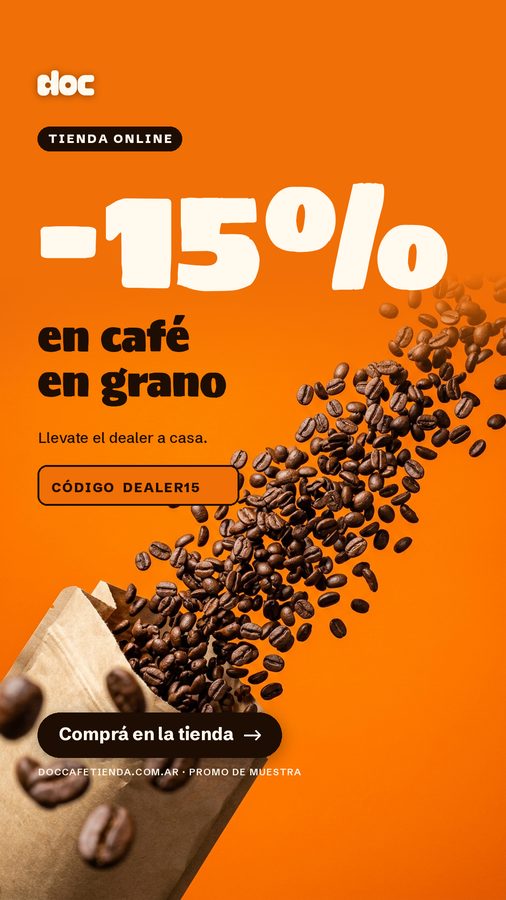 doc
TIENDA ONLINE
-15%
en café
en grano
Llevate el dealer a casa.
CÓDIGO DEALER15
Comprá en la tienda →
DOCCAFETIENDA.COM.AR · PROMO DE MUESTRA